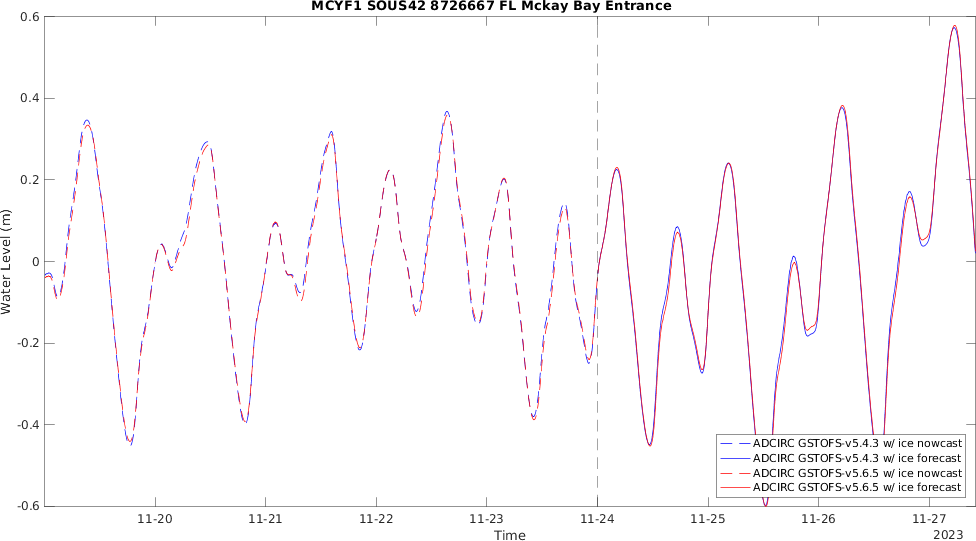 MCYF1 SOUS42 8726667 FL Mckay Bay Entrance
Water Level (m)
0.6
0.4
0.2
0
-0.2
-0.4
-0.6
ADCIRC GSTOFS-v5.4.3 w/ ice nowcast
ADCIRC GSTOFS-v5.4.3 w/ ice forecast
ADCIRC GSTOFS-v5.6.5 w/ ice nowcast
ADCIRC GSTOFS-v5.6.5 w/ ice forecast
11-20 11-21 11-22 11-23 11-24 11-25 11-26 11-27
Time
2023